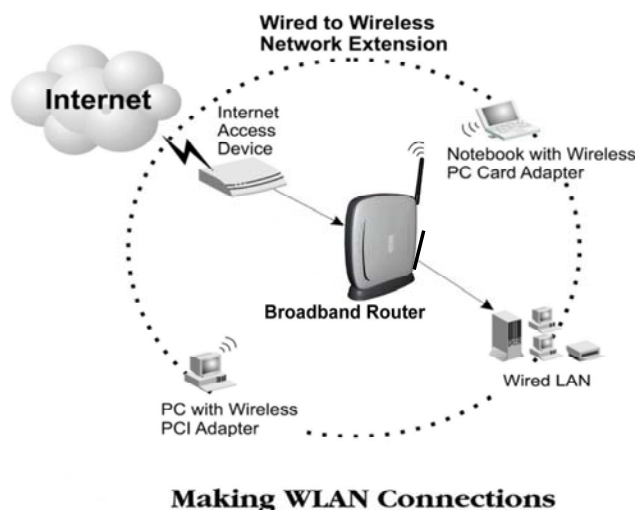 Wired to Wireless
Network Extension
Internet
Internet
Access
Device
Notebook with Wireless
PC Card Adapter
Broadband Router
Wired LAN
PC with Wireless
PCI Adapter
Making WLAN Connections